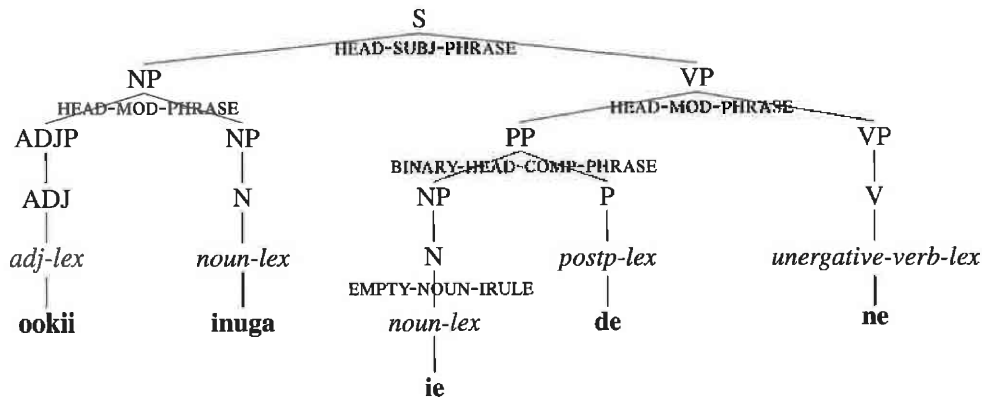 S
HEAD-SUBJ-PHRASE
NP VP
HEAD-MOD-PHRASE HEAD-MOD-PHRASE
ADJP NP PP VP
BINARY-HEAD-COMP-PHRASE
ADJ N NP P V
adj-lex noun-lex N postp-lex unergative-verb-lex
EMPTY-NOUN-IRULE
ookii inuga noun-lex de ne
ie